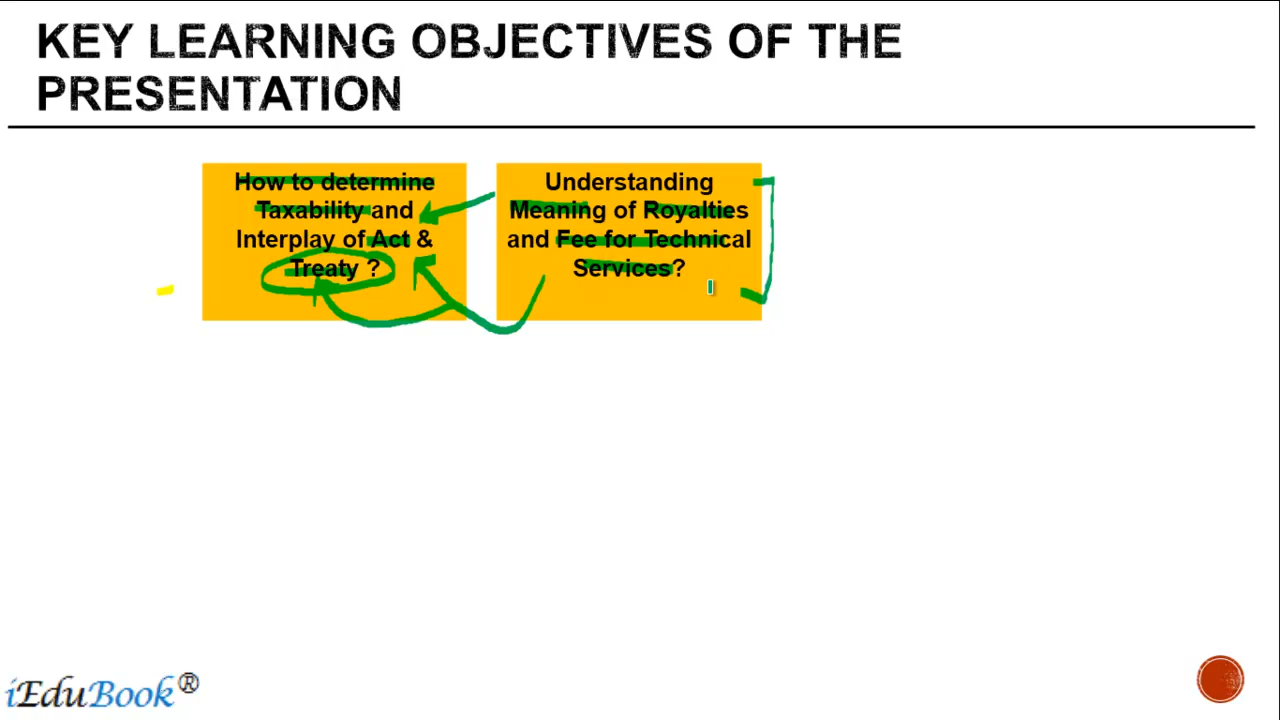 KEY LEARNING OBJECTIVES OF THE
PRESENTATION
How to determine
Taxability and
Interplay of Act &
Treaty ?
Understanding
Meaning of Royalties
and Fee for Technical
Services?
iEduBook®